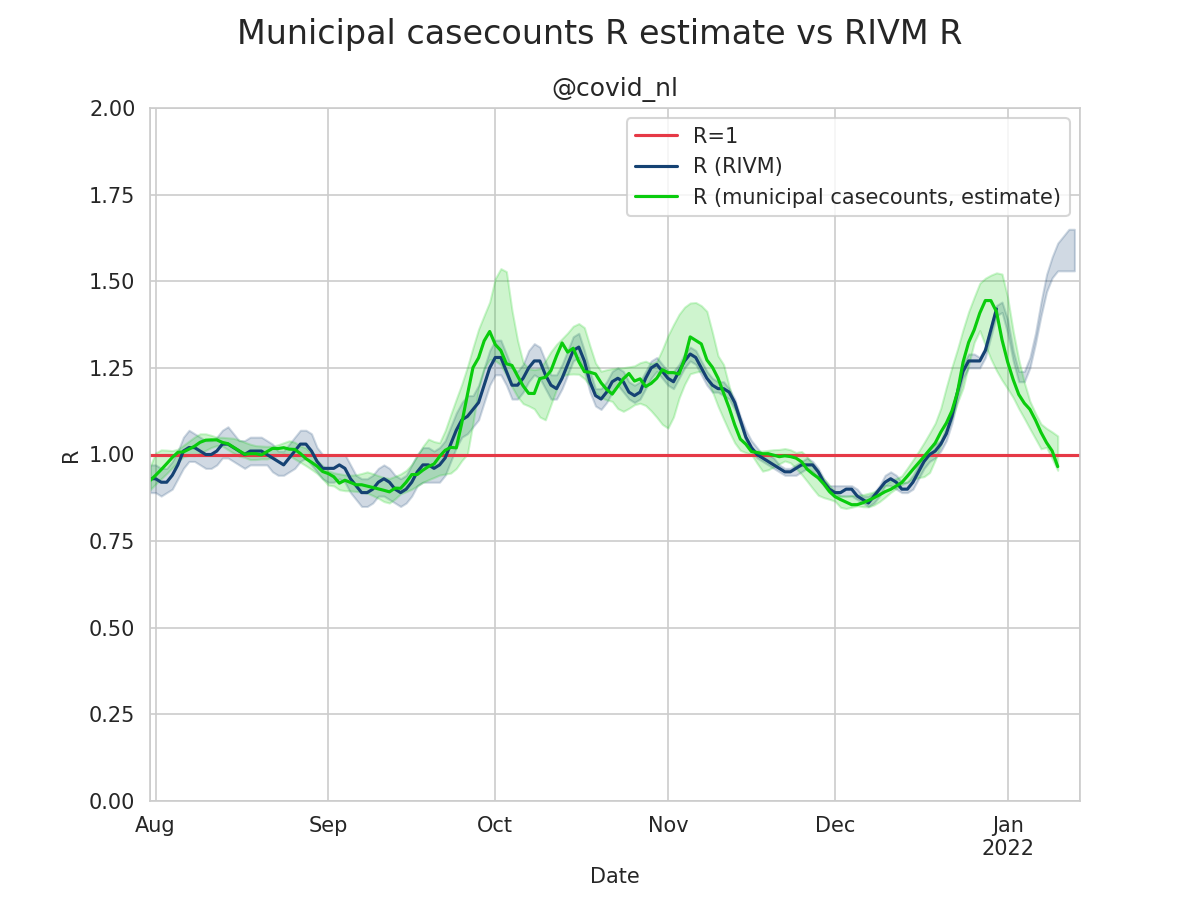 Municipal casecounts R estimate vs RIVM R
@covid_nl
R=1
R (RIVM)
R (municipal casecounts, estimate)
2.00
1.75
1.50
1.25
1.00
0.75
0.50
0.25
0.00
R
Aug
Sep
Oct
Nov
Dec
Jan
2022
Date